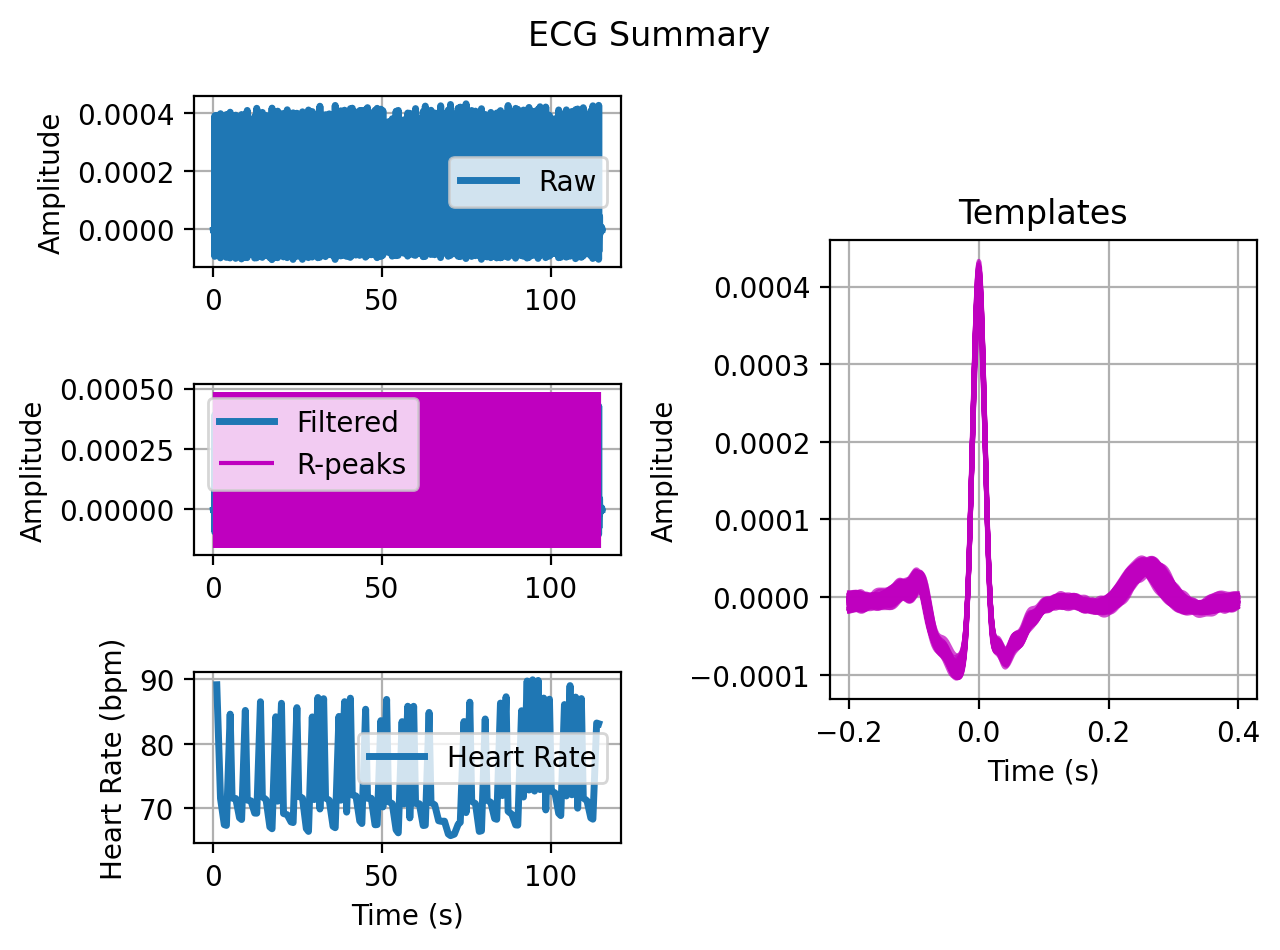 ECG Summary
Amplitude
0.0004
0.0002
0.0000
Raw
0
50
100
Amplitude
0.00050
0.00025
0.00000
Filtered
R-peaks
0
50
100
Heart Rate (bpm)
90
80
70
Heart Rate
0
50
100
Time (s)
Templates
Amplitude
0.0004
0.0003
0.0002
0.0001
0.0000
−0.0001
−0.2
0.0
0.2
0.4
Time (s)